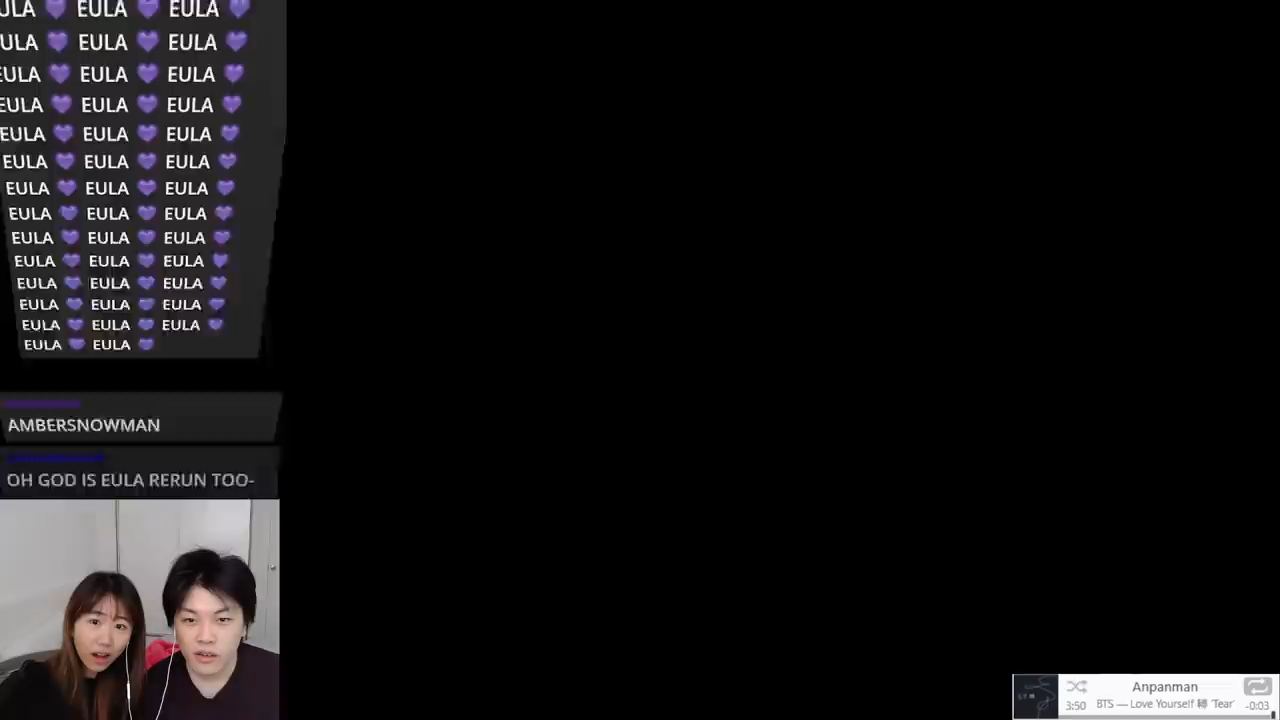 ULA 💜 EULA 💜 EULA 💜
ULA 💜 EULA 💜 EULA 💜
EULA 💜 EULA 💜 EULA 💜
EULA 💜 EULA 💜 EULA 💜
EULA 💜 EULA 💜 EULA 💜
EULA 💜 EULA 💜 EULA 💜
EULA 💜 EULA 💜 EULA 💜
EULA 💜 EULA 💜 EULA 💜
EULA 💜 EULA 💜 EULA 💜
EULA 💜 EULA 💜 EULA 💜
EULA 💜 EULA 💜 EULA 💜
EULA 💜 EULA 💜 EULA 💜
EULA 💜 EULA 💜 EULA 💜
EULA 💜 EULA 💜
AMBERSNOWMAN
OH GOD IS EULA RERUN TOO-
Anpanman
3:50 BTS — Love Yourself 轉 'Tear' -0:03